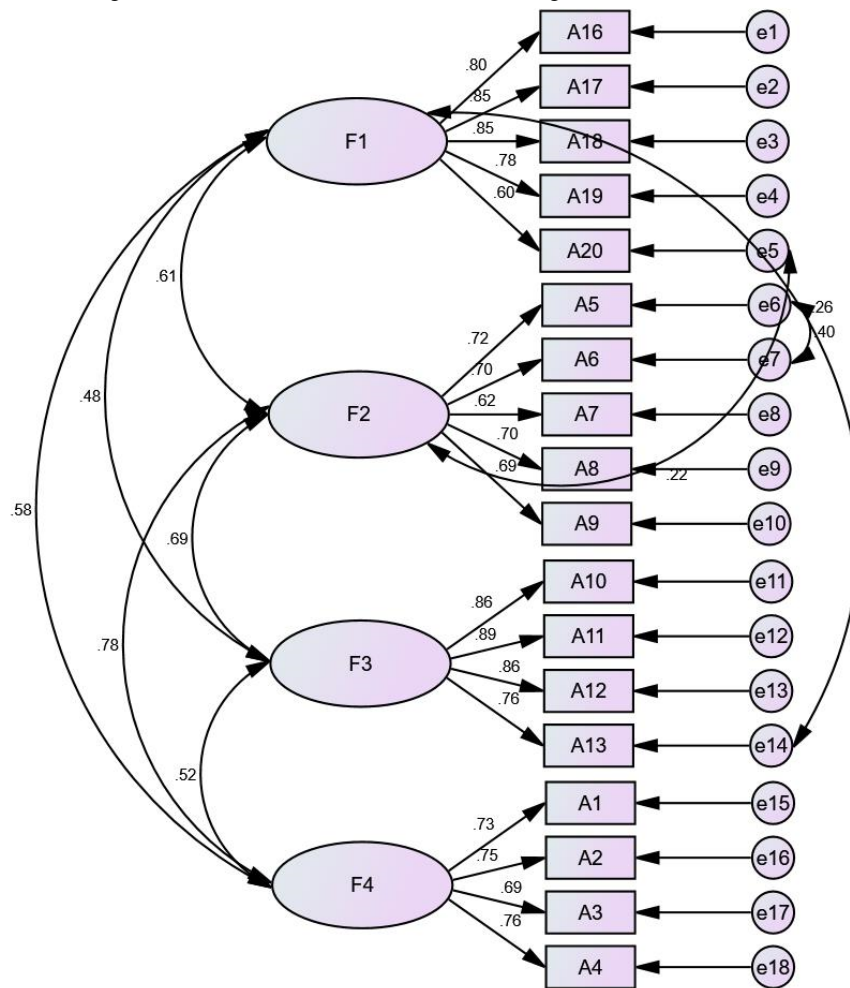 A16
e1
.80
A17
e2
.85
F1
.85
A18
e3
.78
A19
e4
.60
A20
e5
.61
A5
e6
.26
.40
.72
A6
e7
.70
.48
F2
.62
A7
e8
.70
A8
e9
.69
.22
A9
e10
.58
.69
A10
e11
.86
.89
A11
e12
.78
F3
.86
A12
e13
.76
A13
e14
.52
A1
e15
.73
.75
A2
e16
F4
.69
A3
e17
.76
A4
e18